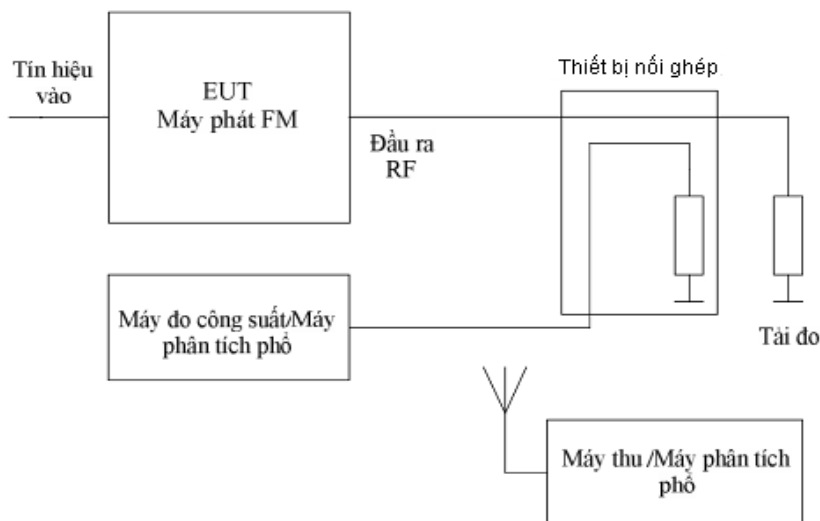 Tín hiệu
vào
EUT
Máy phát FM
Thiết bị nối ghép
Đầu ra
RF
Máy đo công suất/Máy
phân tích phổ
Tải đo
Máy thu /Máy phân tích
phổ